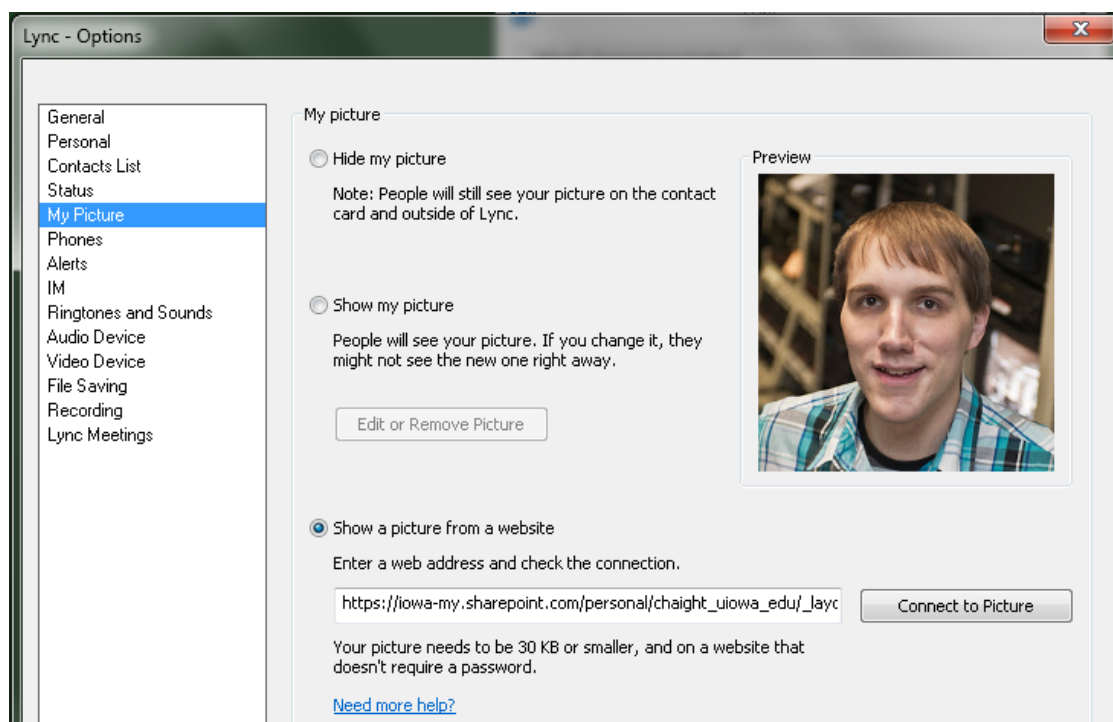 Lync - Options
General
Personal
Contacts List
Status
My Picture
Phones
Alerts
IM
Ringtones and Sounds
Audio Device
Video Device
File Saving
Recording
Lync Meetings
My picture
Hide my picture
Note: People will still see your picture on the contact
card and outside of Lync.
Show my picture
People will see your picture. If you change it, they
might not see the new one right away.
Edit or Remove Picture
Preview
Show a picture from a website
Enter a web address and check the connection.
https://iowa-my.sharepoint.com/personal/chaight_uiowa_edu/_layo
Connect to Picture
Your picture needs to be 30 KB or smaller, and on a website that
doesn't require a password.
Need more help?